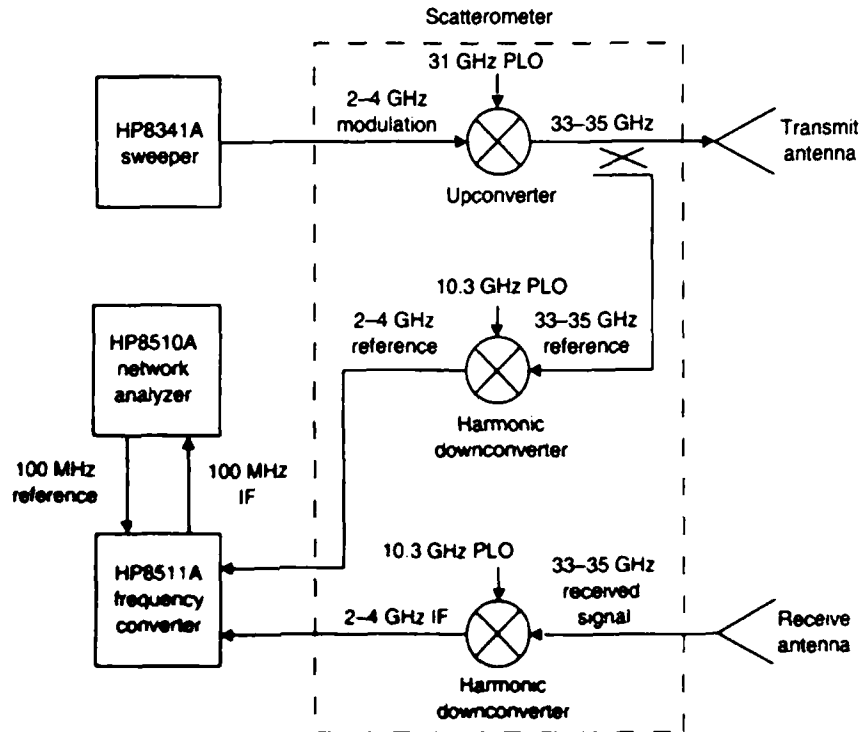 Scatterometer
31 GHz PLO
HP8341A
sweeper
2–4 GHz
modulation
33–35 GHz
Transmit
antenna
Upconverter
10.3 GHz PLO
HP8510A
network
analyzer
2–4 GHz
reference
33–35 GHz
reference
Harmonic
downconverter
100 MHz
reference
100 MHz
IF
HP8511A
frequency
converter
10.3 GHz PLO
2–4 GHz IF
33–35 GHz
received
signal
Receive
antenna
Harmonic
downconverter